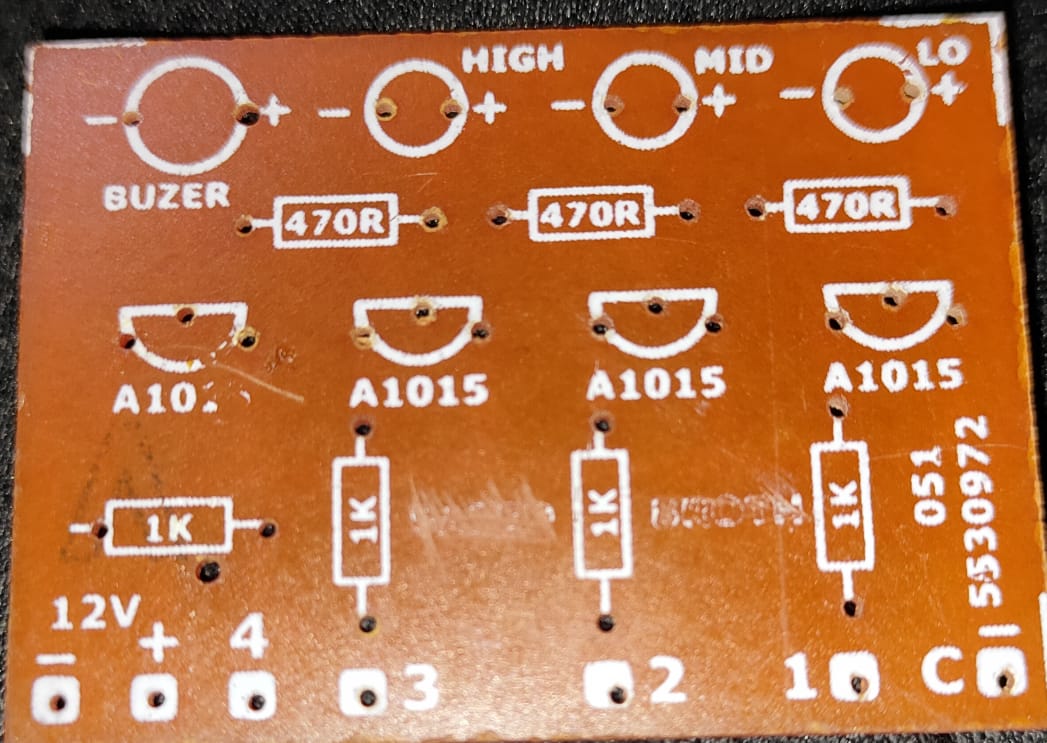 HIGH MID LO
- + - + - + - +
BUZER
470R 470R 470R
A101 A1015 A1015 A1015
1K 1K 1K 1K
051
5530972
12V
- + 4 3 2 1 C